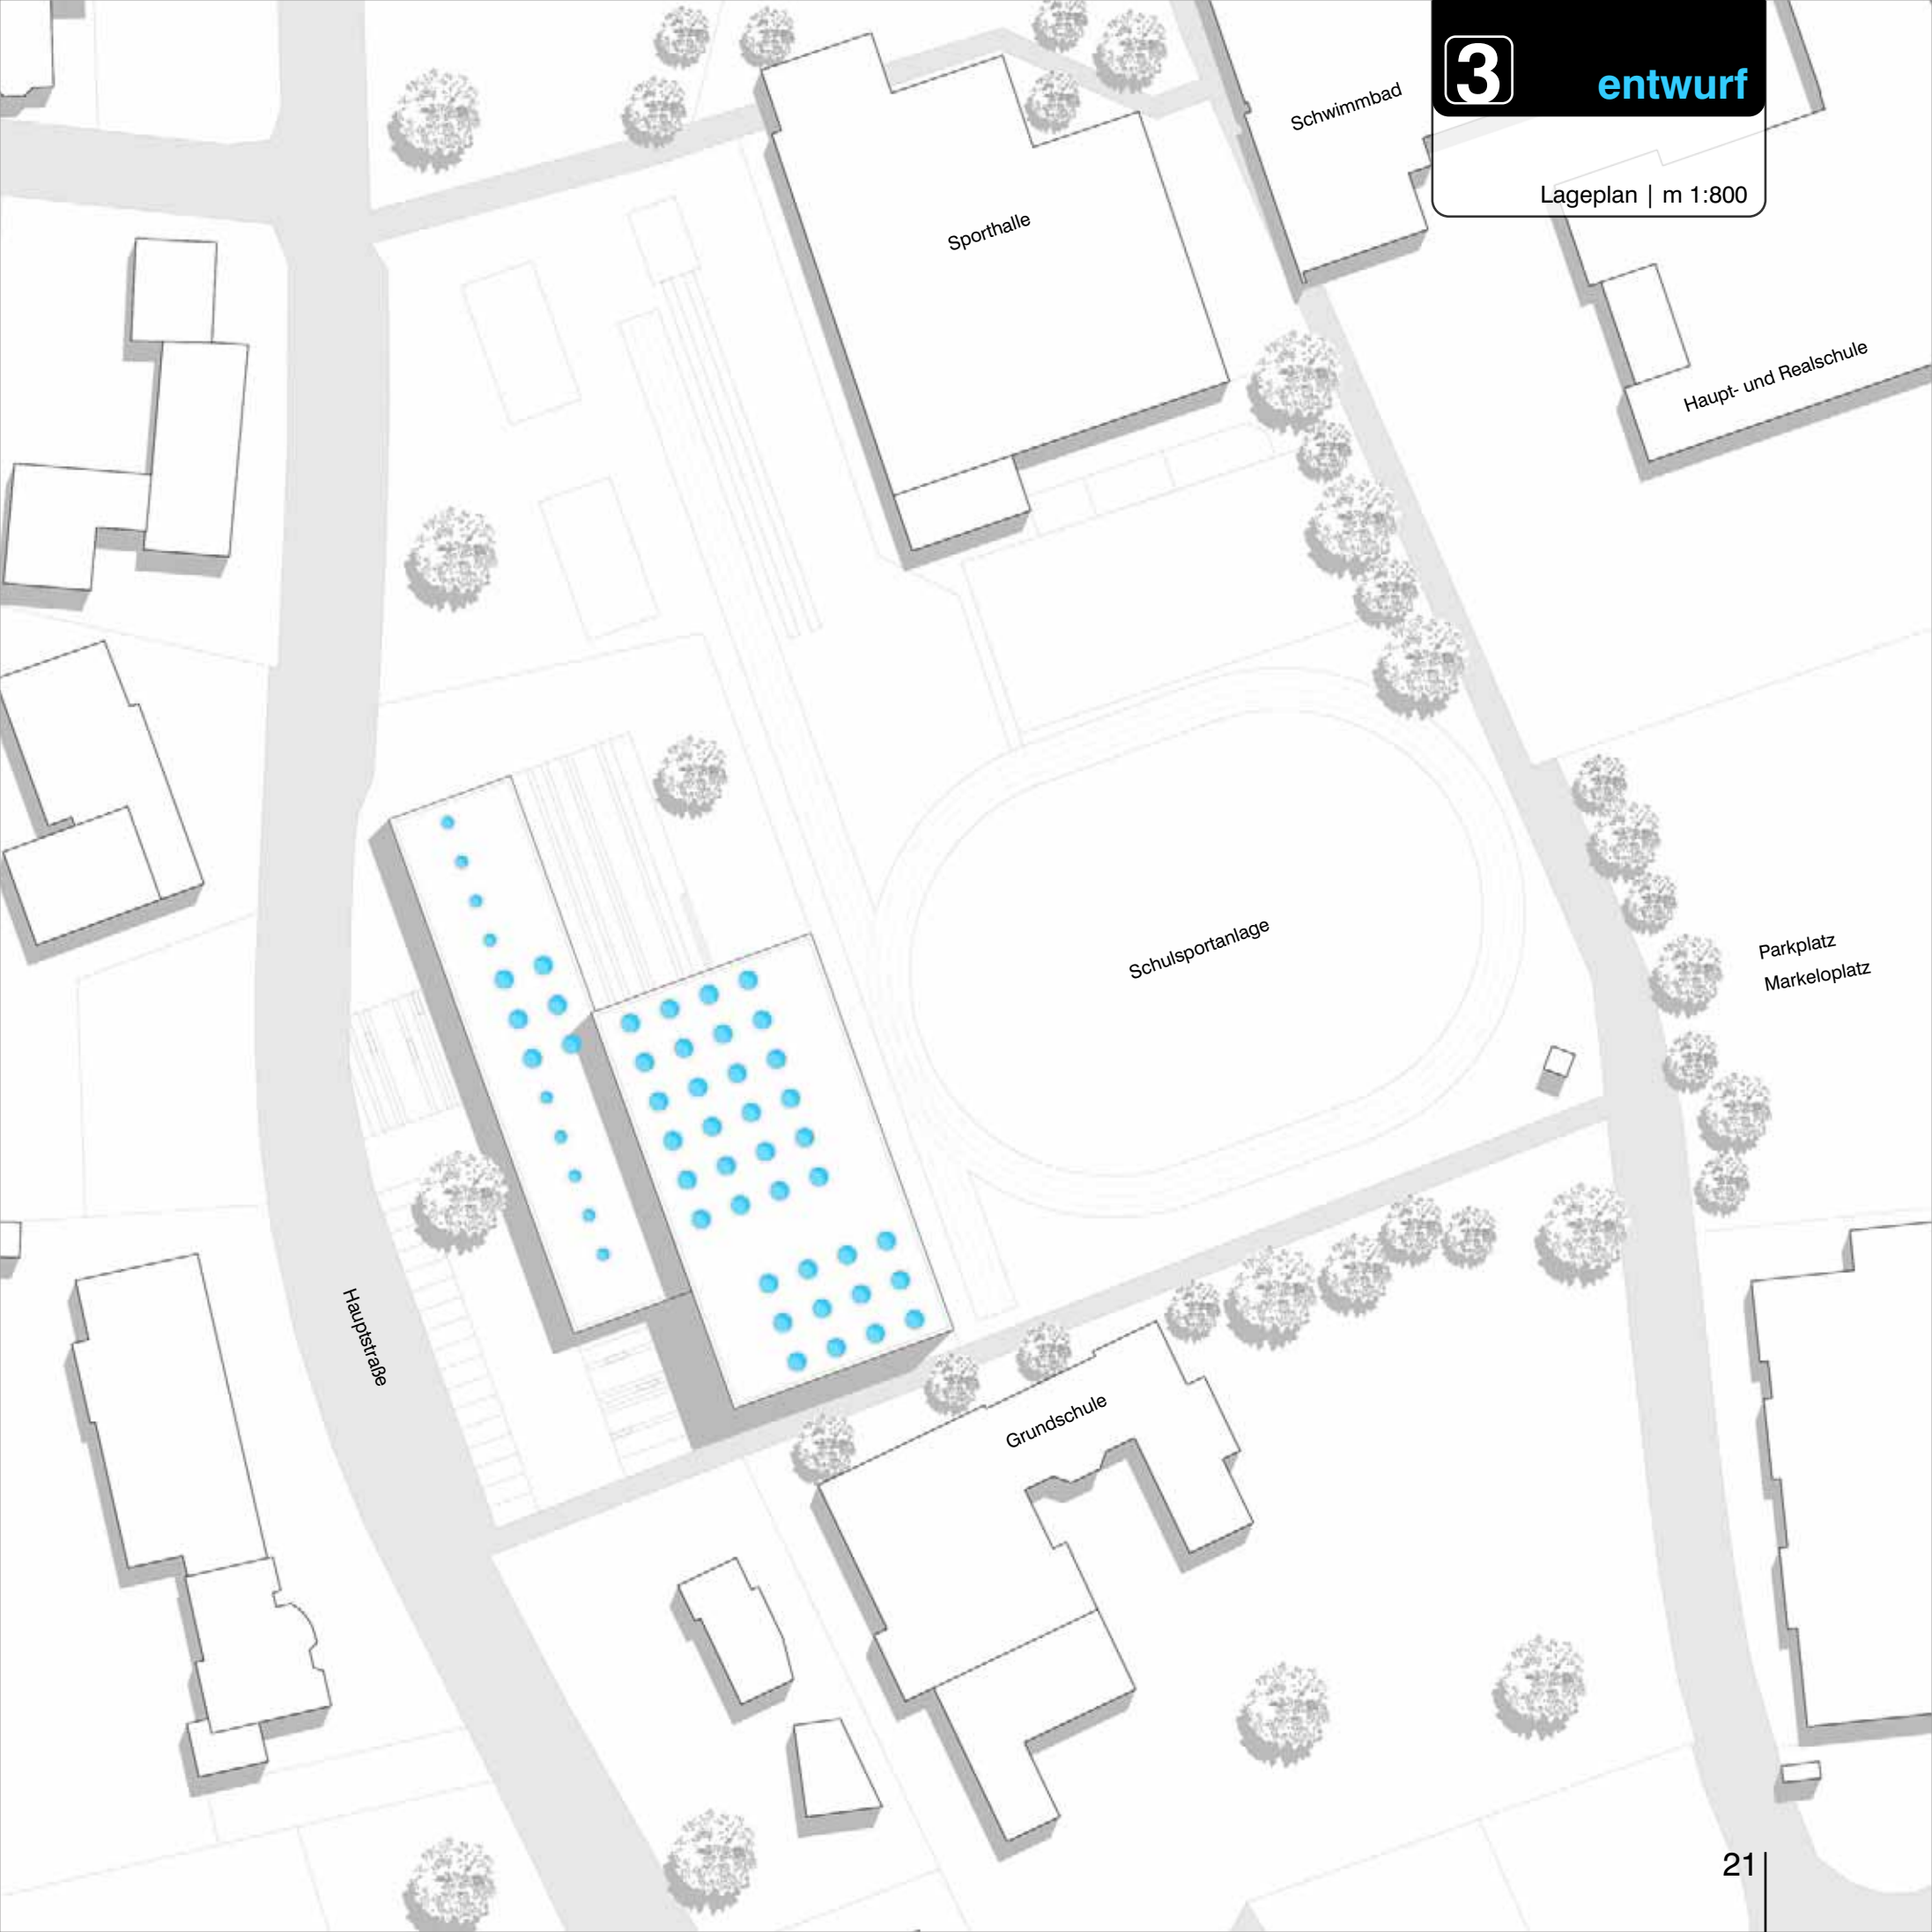 3
entwurf
Lageplan | m 1:800
Schwimmbad
Sporthalle
Haupt- und Realschule
Schulsportanlage
Parkplatz
Markeloplatz
Hauptstraße
Grundschule
21